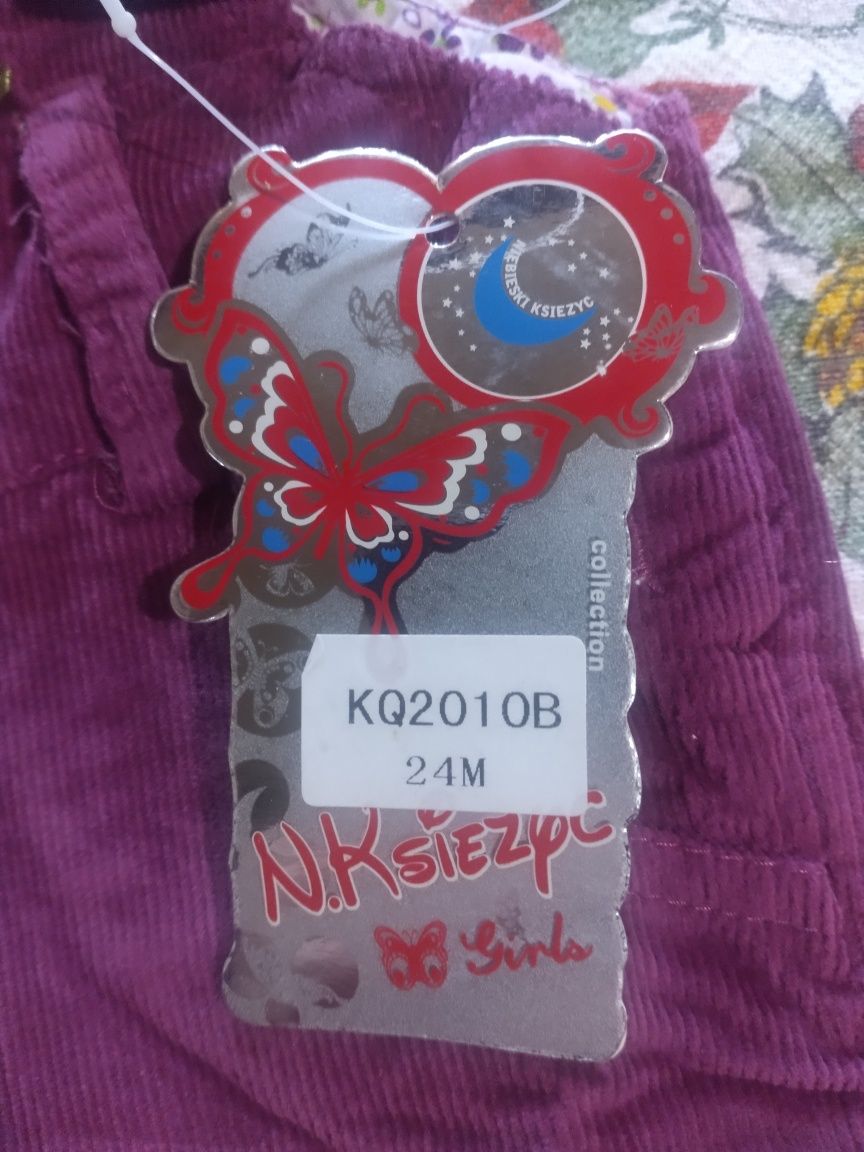 NIEBIESKI KSIEZYC
collection
KQ2010B
24M
N.KSIEZYC
Girls